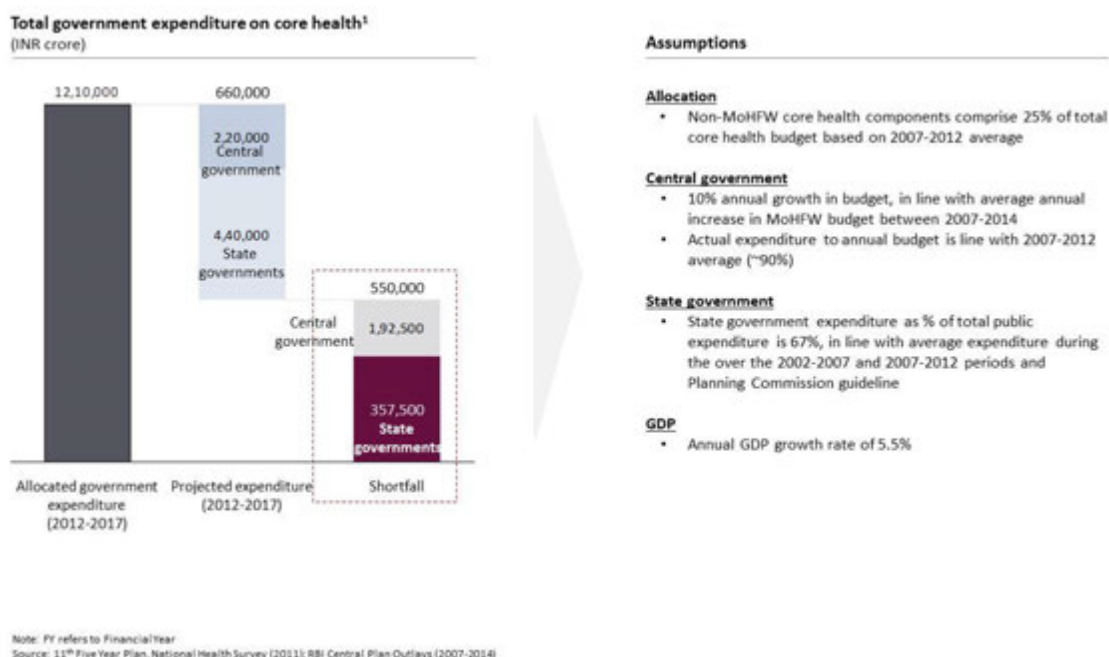 Total government expenditure on core health¹
(INR crore)
12,10,000
660,000
2,20,000
Central
government
4,40,000
State
governments
550,000
Central
government
1,92,500
357,500
State
governments
Allocated government
expenditure
(2012-2017)
Projected expenditure
(2012-2017)
Shortfall
Assumptions
Allocation
• Non-MoHFW core health components comprise 25% of total
core health budget based on 2007-2012 average
Central government
• 10% annual growth in budget, in line with average annual
increase in MoHFW budget between 2007-2014
• Actual expenditure to annual budget is line with 2007-2012
average (~90%)
State government
• State government expenditure as % of total public
expenditure is 67%, in line with average expenditure during
the over the 2002-2007 and 2007-2012 periods and
Planning Commission guideline
GDP
• Annual GDP growth rate of 5.5%
Note: FY refers to Financial Year
Source: 11th Five Year Plan, National Health Survey (2011); RBI Central Plan Outlays (2007-2014)